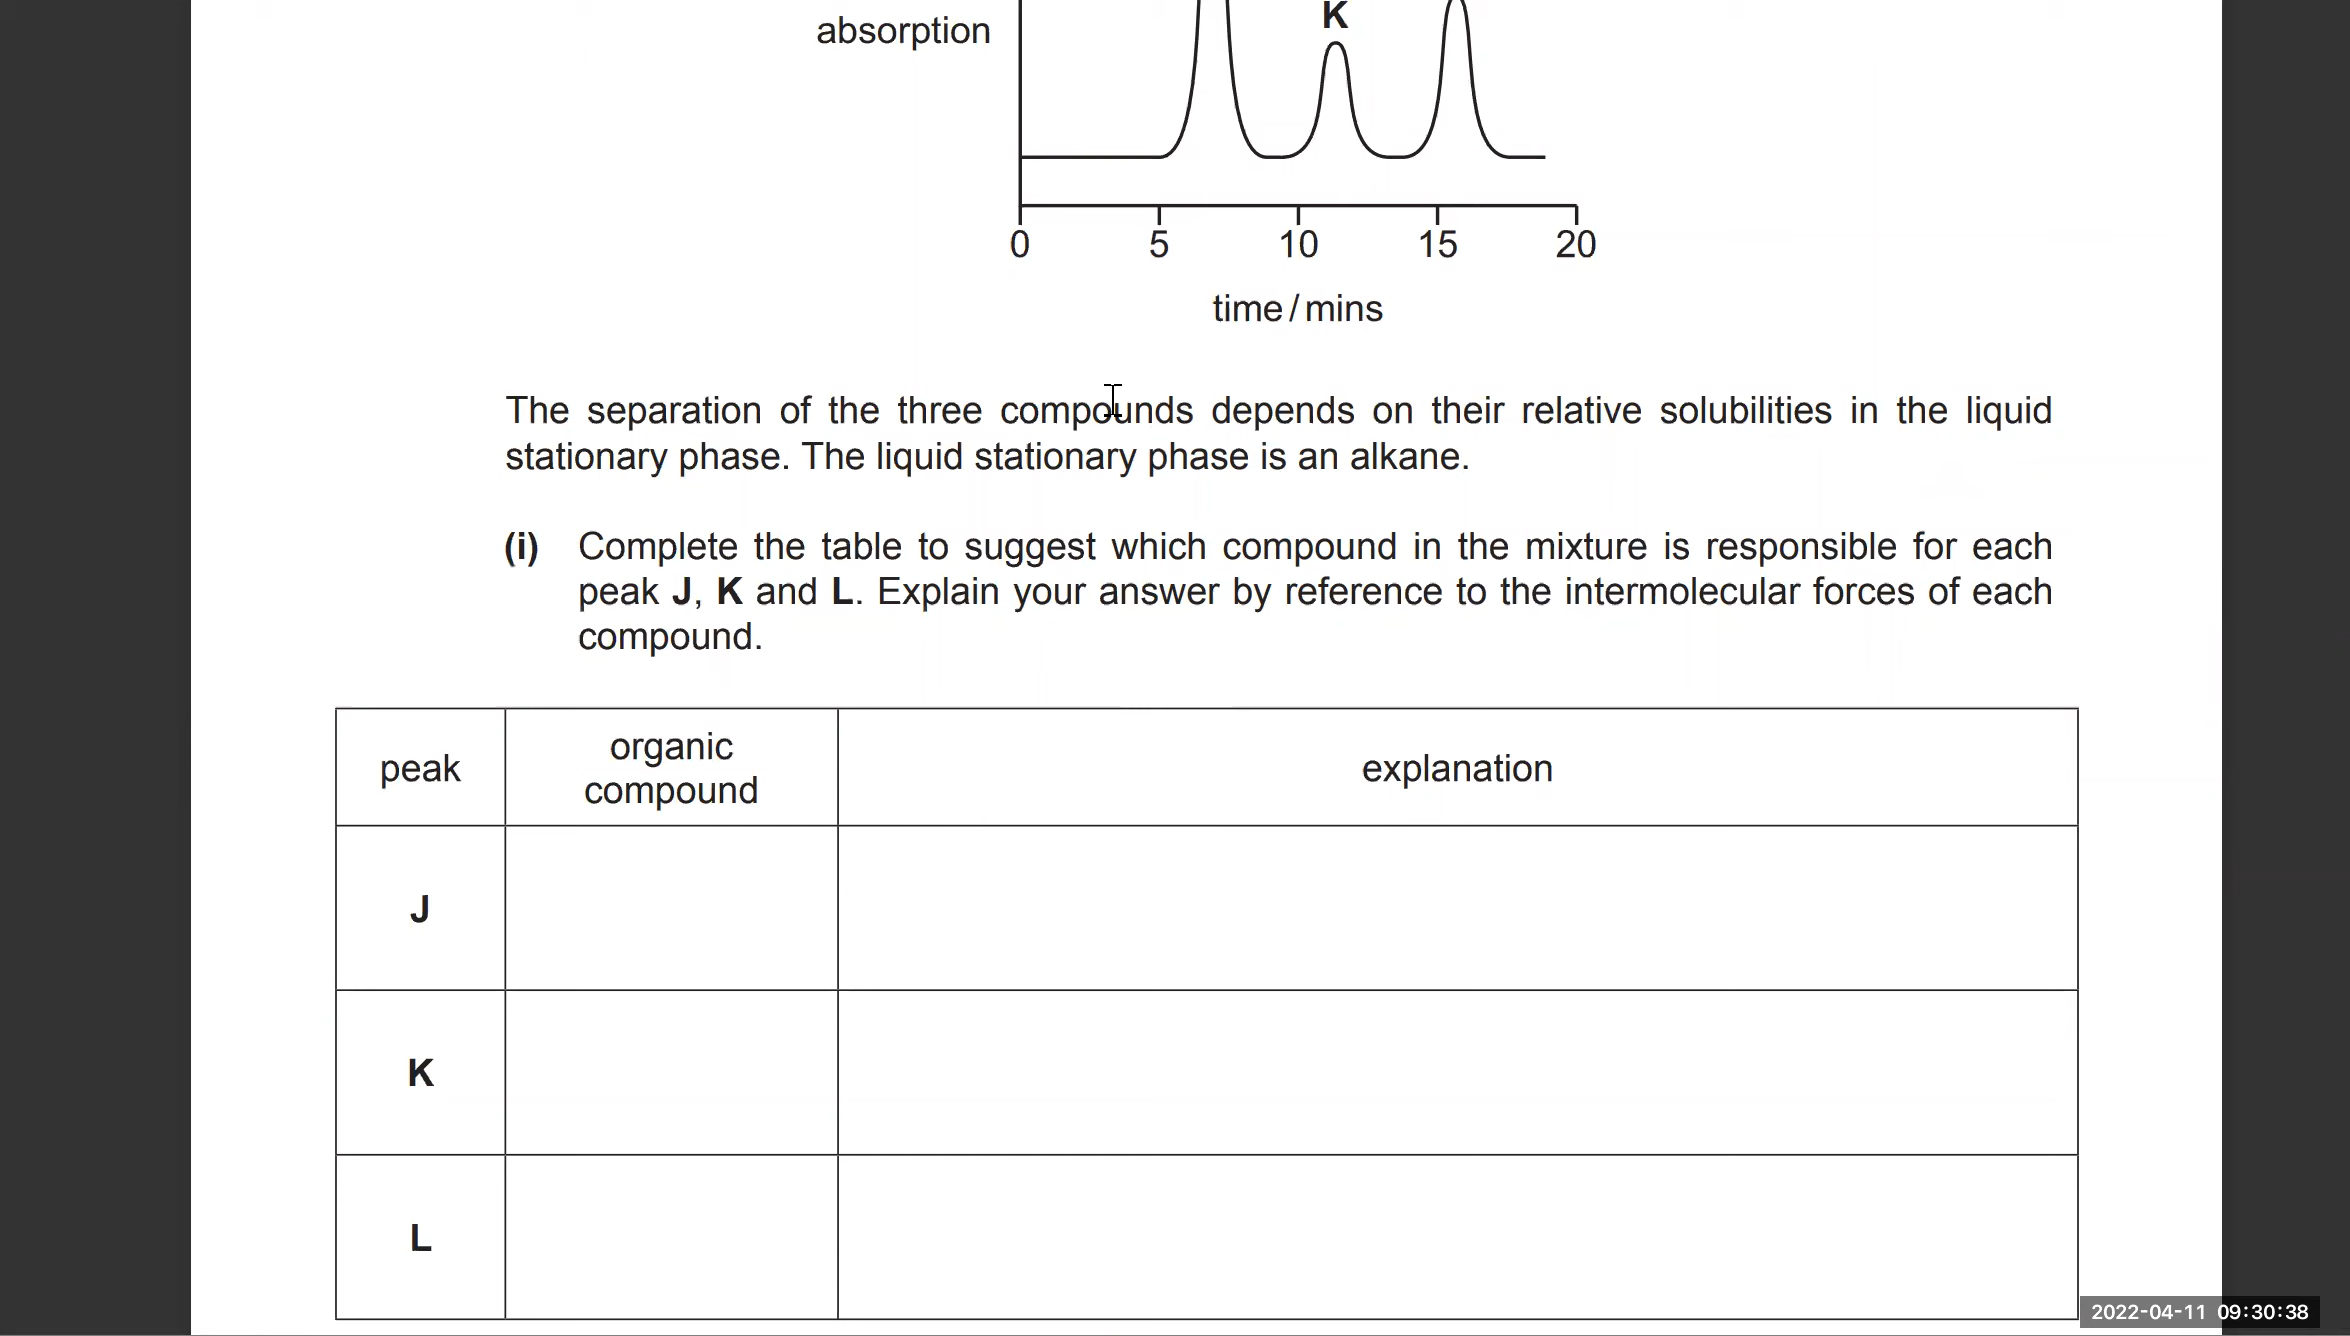 absorption
K
0 5 10 15 20
time / mins
The separation of the three compounds depends on their relative solubilities in the liquid
stationary phase. The liquid stationary phase is an alkane.
(i) Complete the table to suggest which compound in the mixture is responsible for each
peak J, K and L. Explain your answer by reference to the intermolecular forces of each
compound.
peak
organic
compound
explanation
J
K
L
2022-04-11 09:30:38